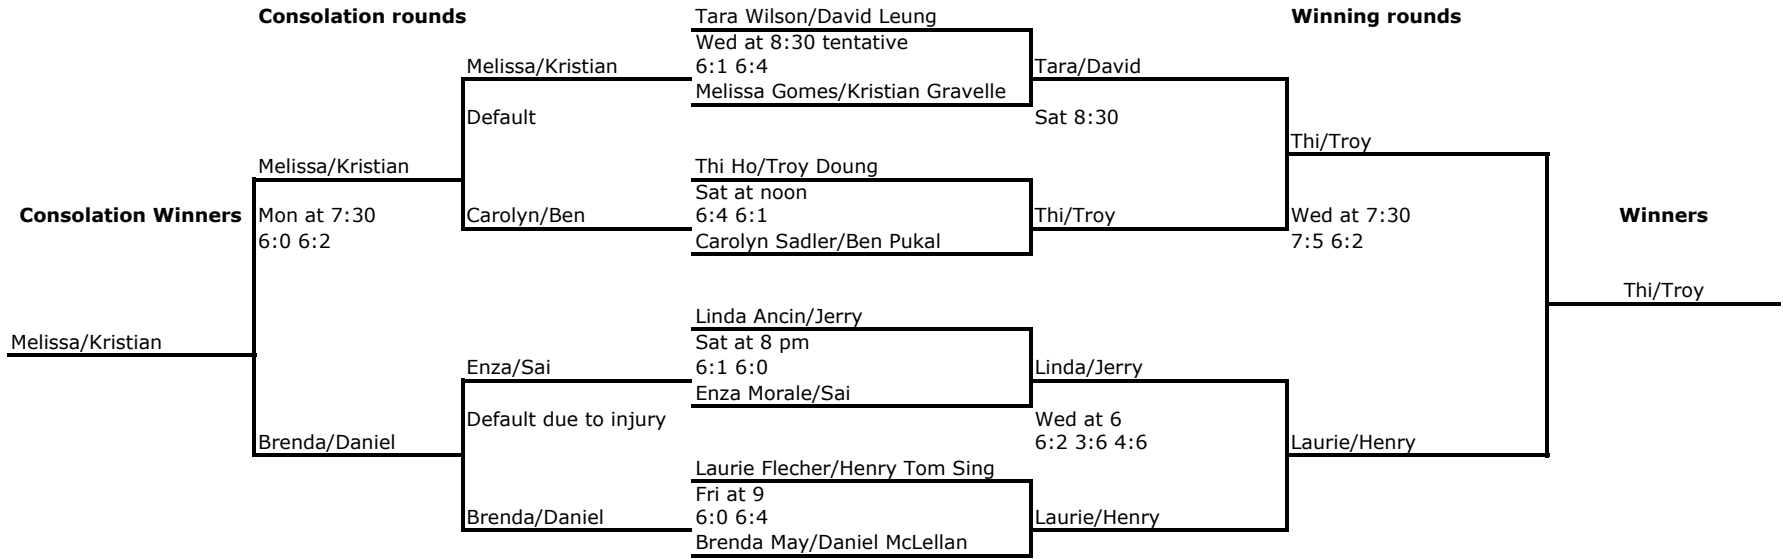 Consolation rounds
Tara Wilson/David Leung
Winning rounds
Wed at 8:30 tentative
Melissa/Kristian
6:1 6:4
Tara/David
Melissa Gomes/Kristian Gravelle
Default
Sat 8:30
Thi/Troy
Melissa/Kristian
Thi Ho/Troy Doung
Sat at noon
Consolation Winners
Mon at 7:30
Carolyn/Ben
6:4 6:1
Thi/Troy
Wed at 7:30
Winners
6:0 6:2
Carolyn Sadler/Ben Pukal
7:5 6:2
Thi/Troy
Linda Ancin/Jerry
Melissa/Kristian
Sat at 8 pm
Enza/Sai
6:1 6:0
Linda/Jerry
Enza Morale/Sai
Default due to injury
Wed at 6
Brenda/Daniel
6:2 3:6 4:6
Laurie/Henry
Laurie Flecher/Henry Tom Sing
Fri at 9
Brenda/Daniel
6:0 6:4
Laurie/Henry
Brenda May/Daniel McLellan